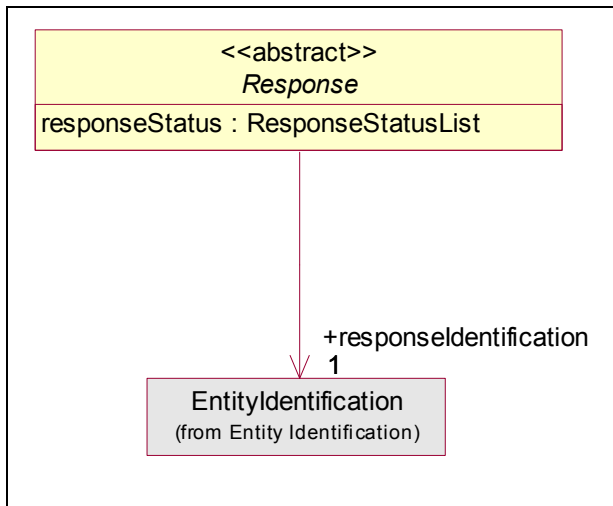 <<abstract>>
Response
responseStatus : ResponseStatusList
+responseIdentification
1
EntityIdentification
(from Entity Identification)